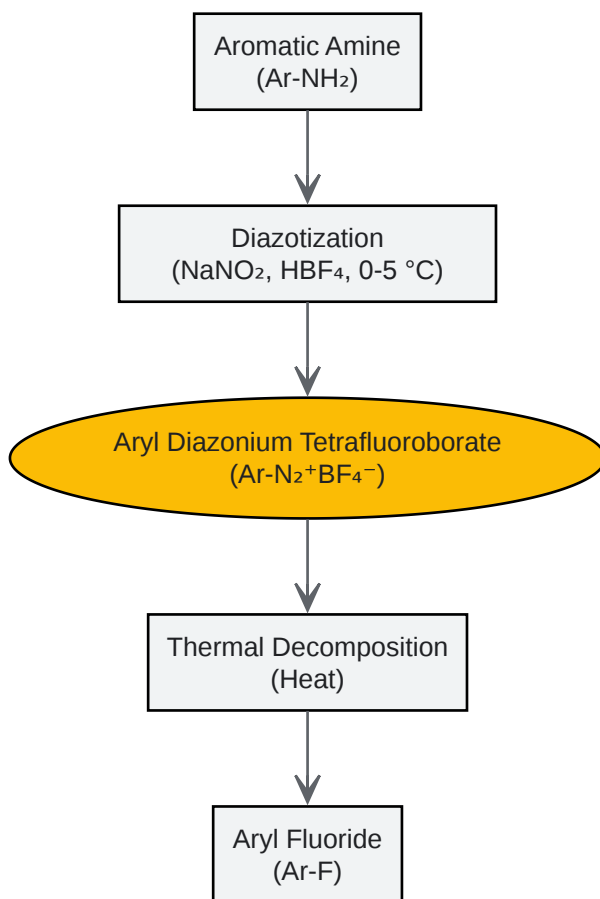 Aromatic Amine
(Ar-NH₂)
Diazotization
(NaNO₂, HBF₄, 0-5 °C)
Aryl Diazonium Tetrafluoroborate
(Ar-N₂⁺BF₄⁻)
Thermal Decomposition
(Heat)
Aryl Fluoride
(Ar-F)